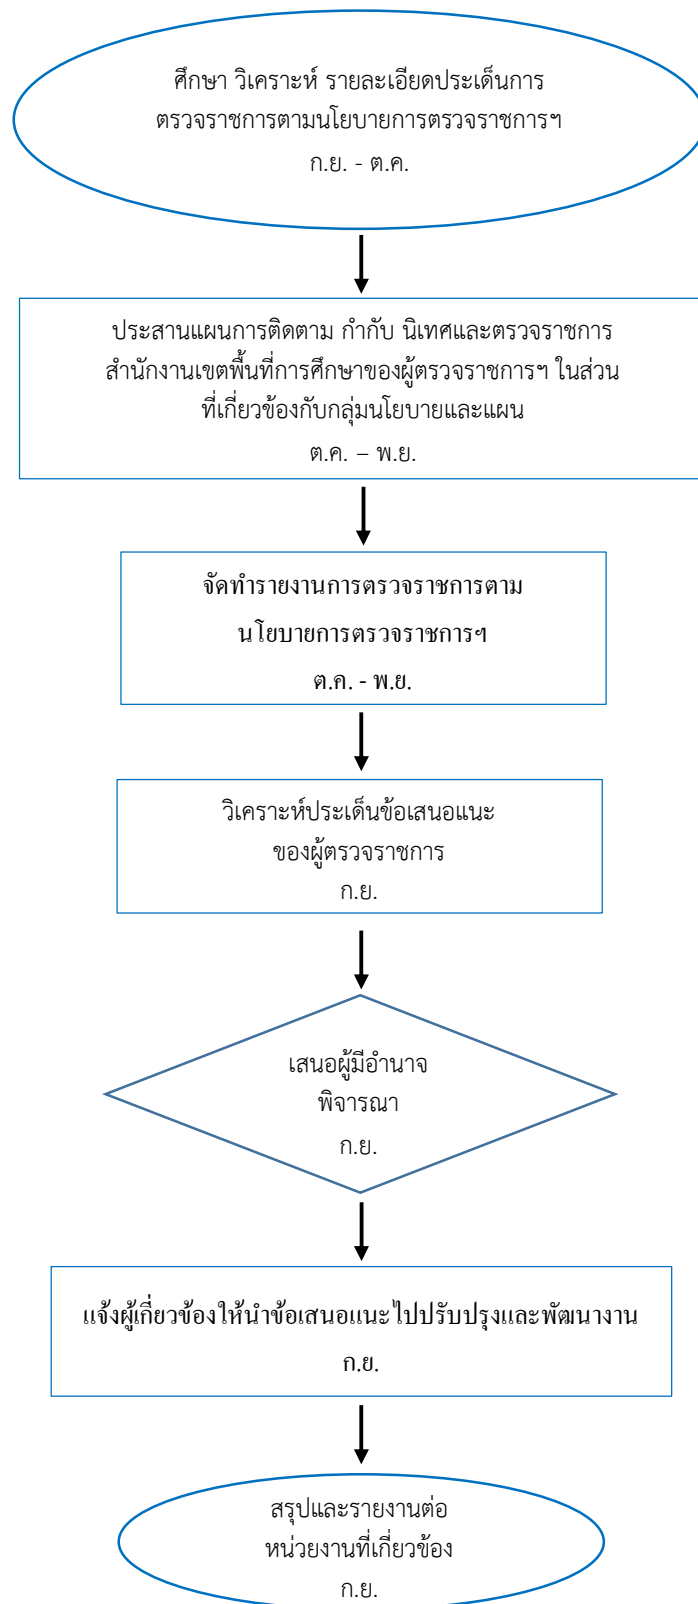 ศึกษา วิเคราะห์ รายละเอียดประเด็นการ
ตรวจราชการตามนโยบายการตรวจราชการฯ
ก.ย. - ต.ค.
ประสานแผนการติดตาม กำกับ นิเทศและตรวจราชการ
สำนักงานเขตพื้นที่การศึกษาของผู้ตรวจราชการฯ ในส่วน
ที่เกี่ยวข้องกับกลุ่มนโยบายและแผน
ต.ค. – พ.ย.
จัดทำรายงานการตรวจราชการตาม
นโยบายการตรวจราชการฯ
ต.ค. - พ.ย.
วิเคราะห์ประเด็นข้อเสนอแนะ
ของผู้ตรวจราชการ
ก.ย.
เสนอผู้มีอำนาจ
พิจารณา
ก.ย.
แจ้งผู้เกี่ยวข้องให้นำข้อเสนอแนะไปปรับปรุงและพัฒนางาน
ก.ย.
สรุปและรายงานต่อ
หน่วยงานที่เกี่ยวข้อง
ก.ย.